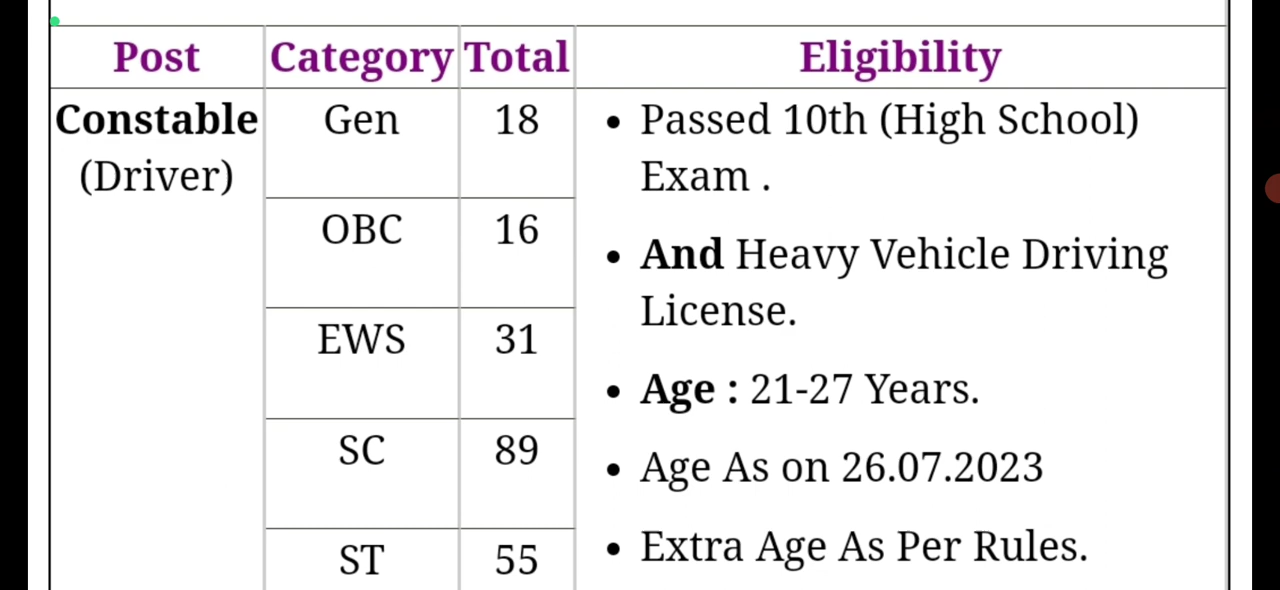 Post Category Total Eligibility
Constable
(Driver)
Gen 18
OBC 16
EWS 31
SC 89
ST 55
• Passed 10th (High School)
Exam .
• And Heavy Vehicle Driving
License.
• Age : 21-27 Years.
• Age As on 26.07.2023
• Extra Age As Per Rules.